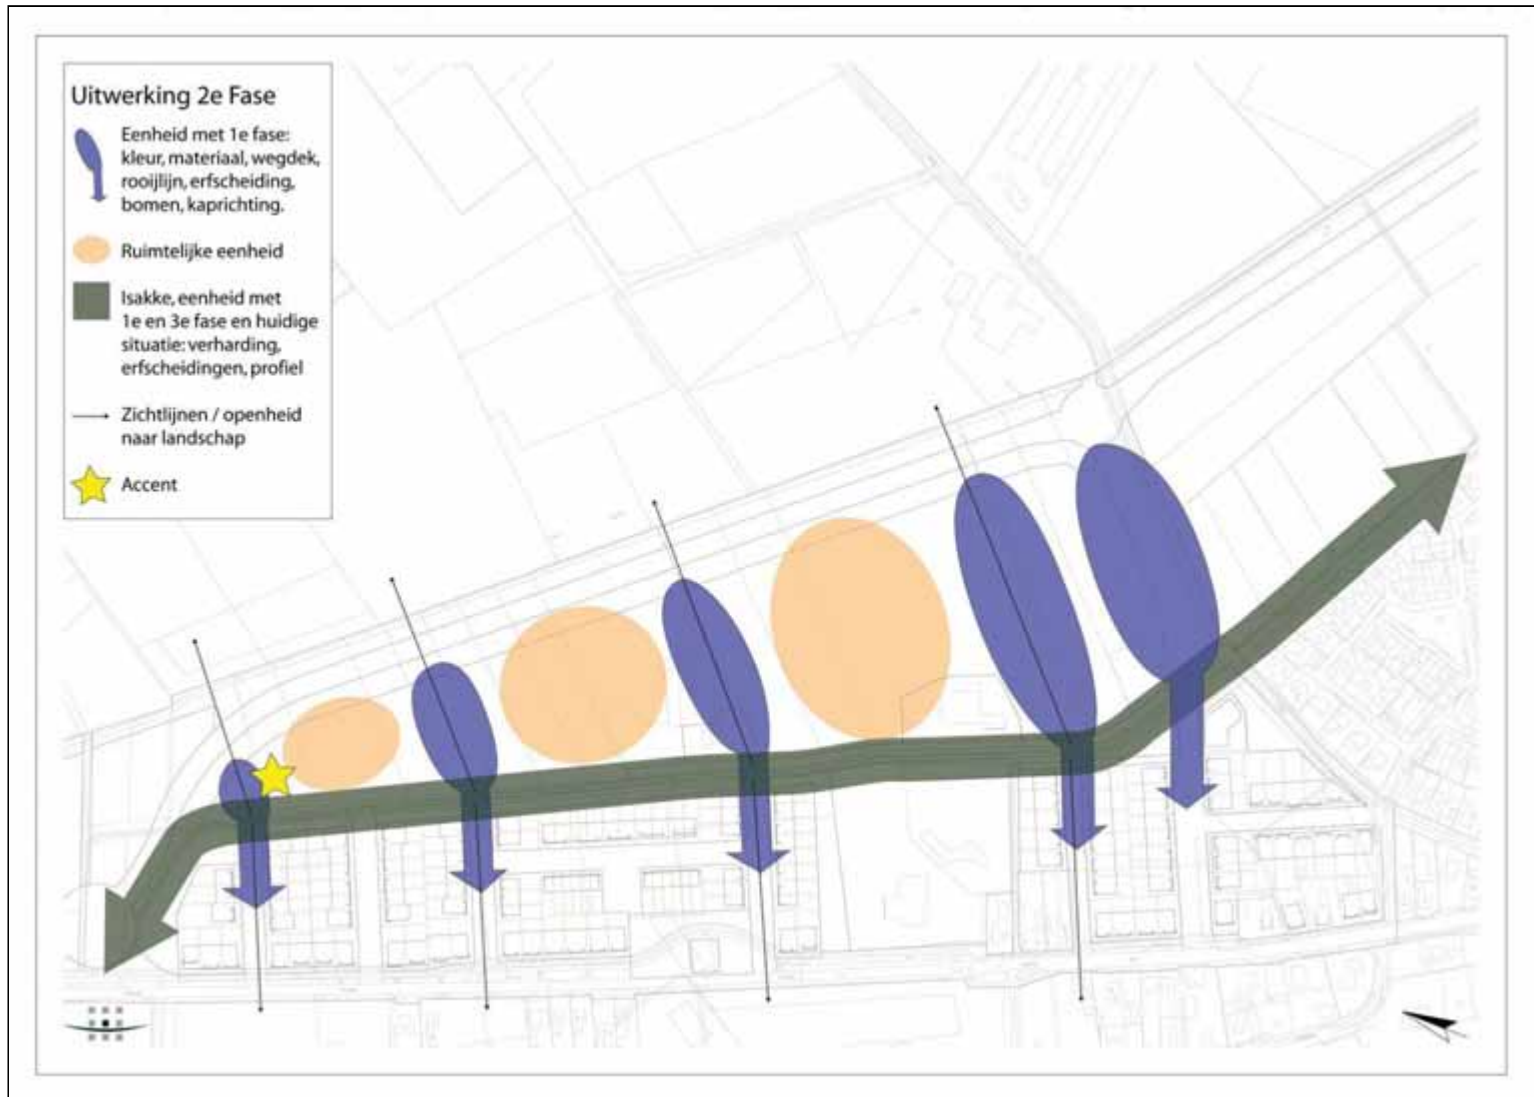 Uitwerking 2e Fase
Eenheid met 1e fase:
kleur, materiaal, wegdek,
rooijlijn, erfscheiding,
bomen, kaprichting.
Ruimtelijke eenheid
Isakke, eenheid met
1e en 3e fase en huidige
situatie: verharding,
erfscheidingen, profiel
Zichtlijnen / openheid
naar landschap
Accent